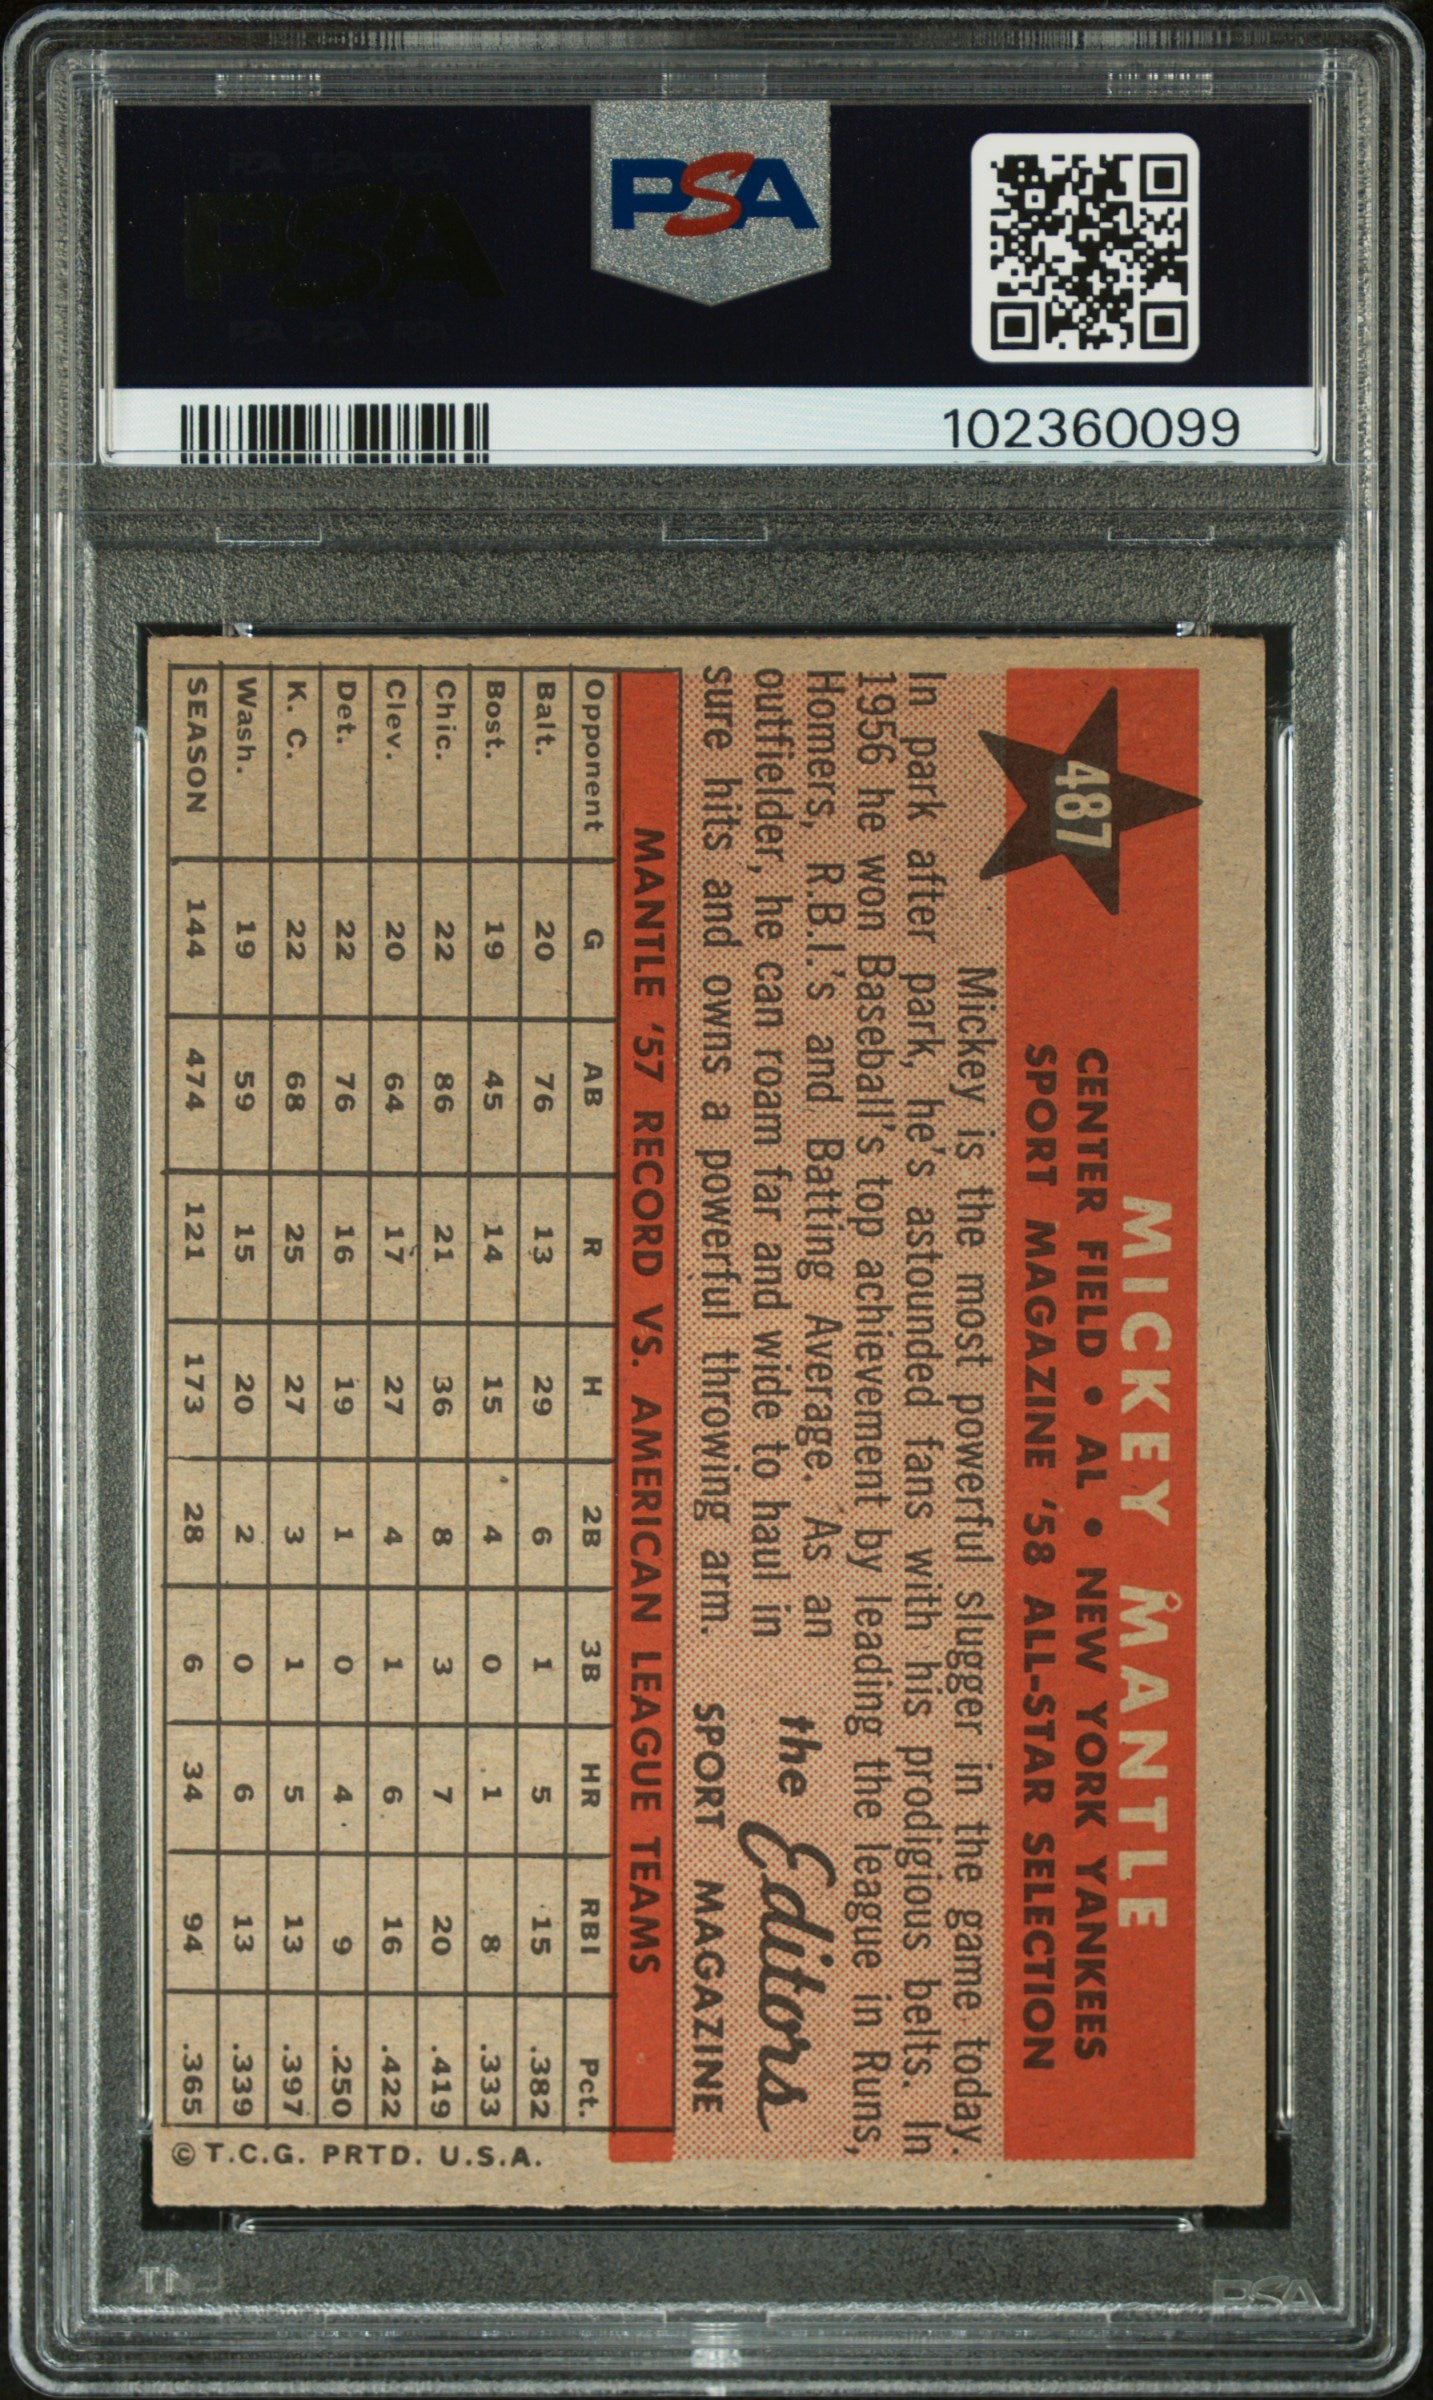 PSA
102360099
487
MICKEY MANTLE
CENTER FIELD • AL • NEW YORK YANKEES
SPORT MAGAZINE '58 ALL-STAR SELECTION
Mickey is the most powerful slugger in the game today.
In park after park, he's astounded fans with his prodigious belts. In
1956 he won Baseball's top achievement by leading the league in Runs,
Homers, R.B.I.'s and Batting Average. As an
outfielder, he can roam far and wide to haul in
sure hits and owns a powerful throwing arm.
the Editors
SPORT MAGAZINE
MANTLE '57 RECORD VS. AMERICAN LEAGUE TEAMS
Opponent G AB R H 2B 3B HR RBI Pct.
Balt. 20 76 13 29 6 1 5 15 .382
Bost. 19 45 14 15 4 0 1 8 .333
Chic. 22 86 21 36 8 3 7 20 .419
Clev. 20 64 17 27 4 1 6 16 .422
Det. 22 76 16 19 1 0 4 9 .250
K. C. 22 68 25 27 3 1 5 13 .397
Wash. 19 59 15 20 2 0 6 13 .339
SEASON 144 474 121 173 28 6 34 94 .365
© T.C.G. PRTD. U.S.A.
PSA